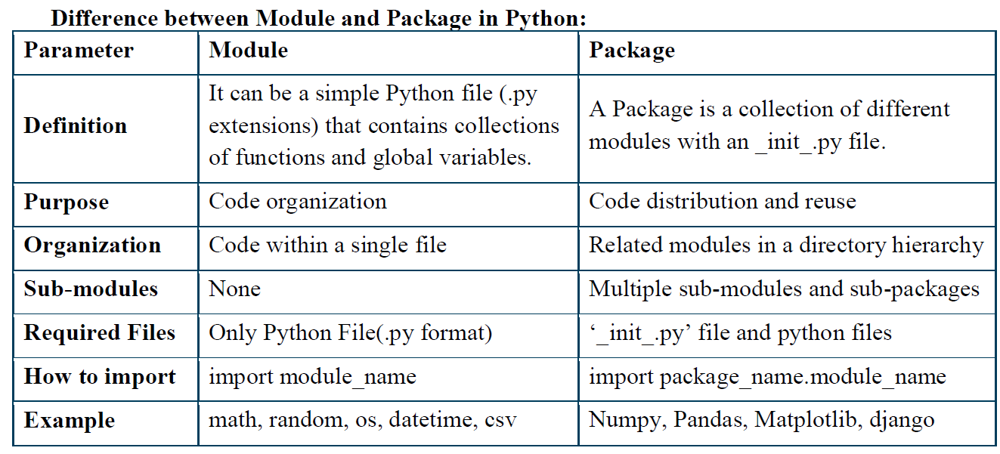 Difference between Module and Package in Python:
Parameter Module Package
Definition
It can be a simple Python file (.py
extensions) that contains collections
of functions and global variables.
A Package is a collection of different
modules with an _init_.py file.
Purpose Code organization Code distribution and reuse
Organization Code within a single file Related modules in a directory hierarchy
Sub-modules None Multiple sub-modules and sub-packages
Required Files Only Python File(.py format) ‘_init_.py’ file and python files
How to import import module_name import package_name.module_name
Example math, random, os, datetime, csv Numpy, Pandas, Matplotlib, django